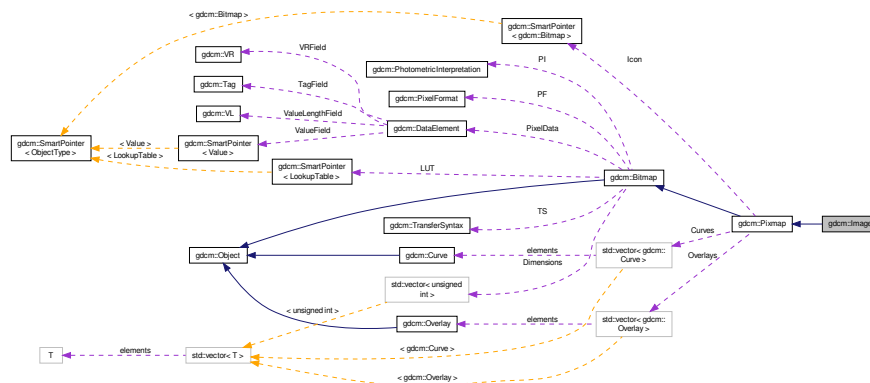 < gdcm::Bitmap >
gdcm::SmartPointer
< gdcm::Bitmap >
gdcm::VR
VRField
PI
Icon
gdcm::PhotometricInterpretation
gdcm::Tag
TagField
gdcm::PixelFormat
PF
gdcm::VL
ValueLengthField
gdcm::DataElement
PixelData
ValueField
gdcm::SmartPointer
< ObjectType >
< Value >
gdcm::SmartPointer
< Value >
< LookupTable >
gdcm::SmartPointer
< LookupTable >
LUT
gdcm::Bitmap
TS
gdcm::TransferSyntax
gdcm::Pixmap
gdcm::Image
Curves
gdcm::Object
gdcm::Curve
elements
Dimensions
std::vector< gdcm::
Curve >
Overlays
std::vector< unsigned
int >
< unsigned int >
gdcm::Overlay
elements
std::vector< gdcm::
Overlay >
T
elements
std::vector< T >
< gdcm::Curve >
< gdcm::Overlay >